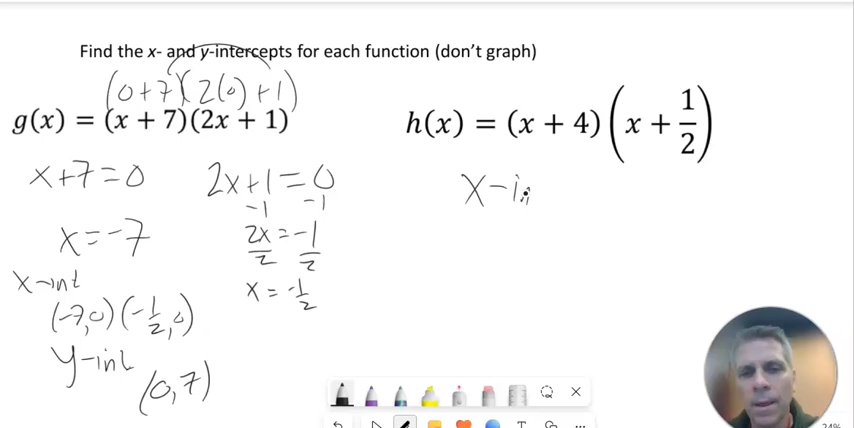 Find the x- and y-intercepts for each function (don't graph)
(0+7)(2(0)+1)
g(x) = (x + 7)(2x + 1)
x+7=0
2x+1=0
-1 -1
x=-7
2x=-1
2 2
x=-1/2
x-int
(-7,0)(-1/2,0)
y-int
(0,7)
h(x) = (x + 4)(x + 1/2)
x-in
T
24%